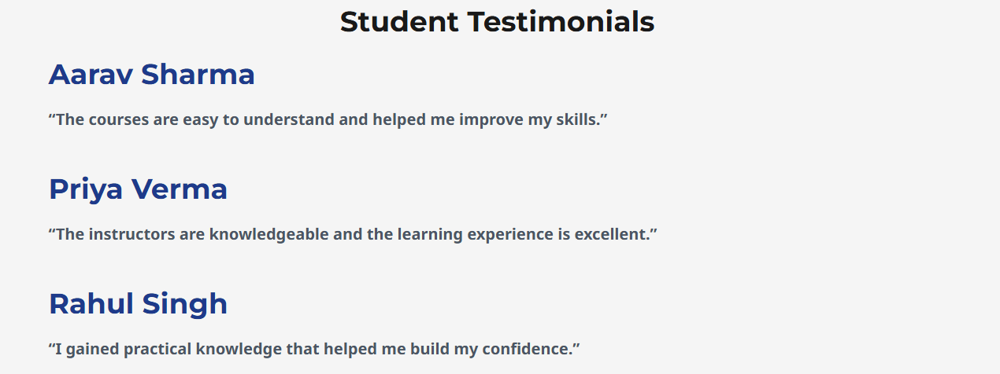 Student Testimonials
Aarav Sharma
“The courses are easy to understand and helped me improve my skills.”
Priya Verma
“The instructors are knowledgeable and the learning experience is excellent.”
Rahul Singh
“I gained practical knowledge that helped me build my confidence.”